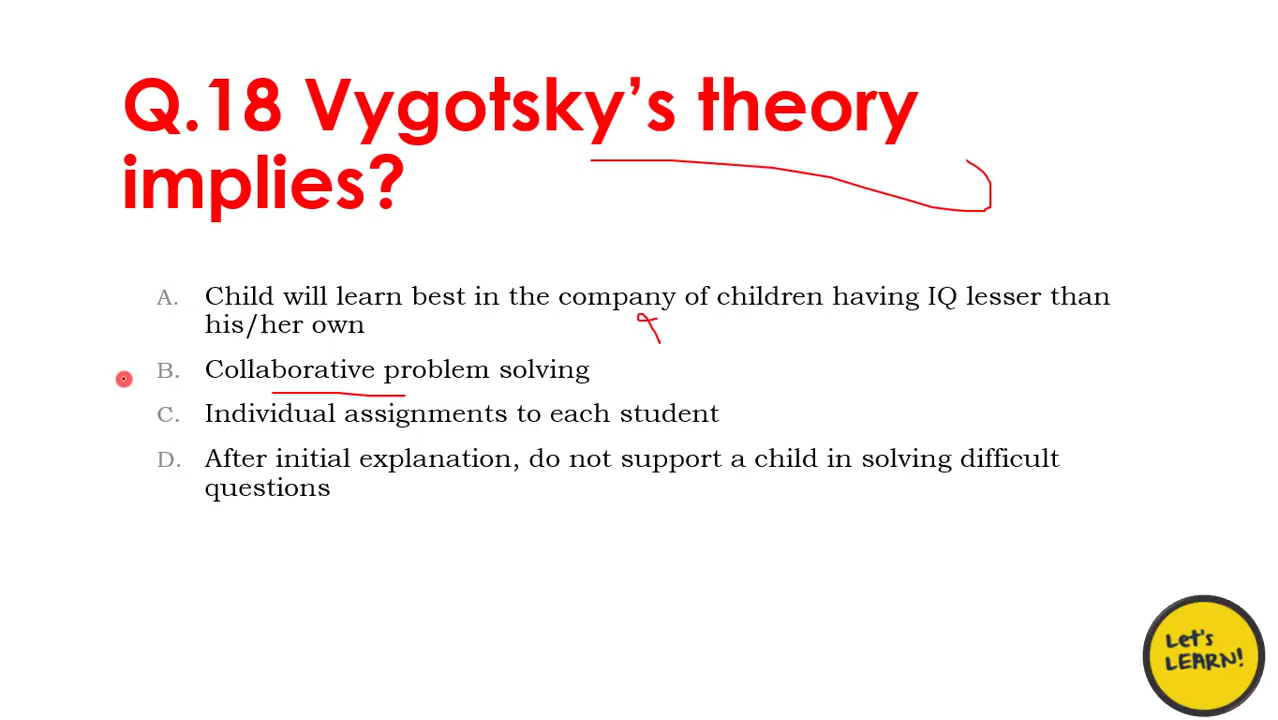 Q.18 Vygotsky’s theory
implies?
A. Child will learn best in the company of children having IQ lesser than
his/her own
B. Collaborative problem solving
C. Individual assignments to each student
D. After initial explanation, do not support a child in solving difficult
questions
Let's
LEARN!